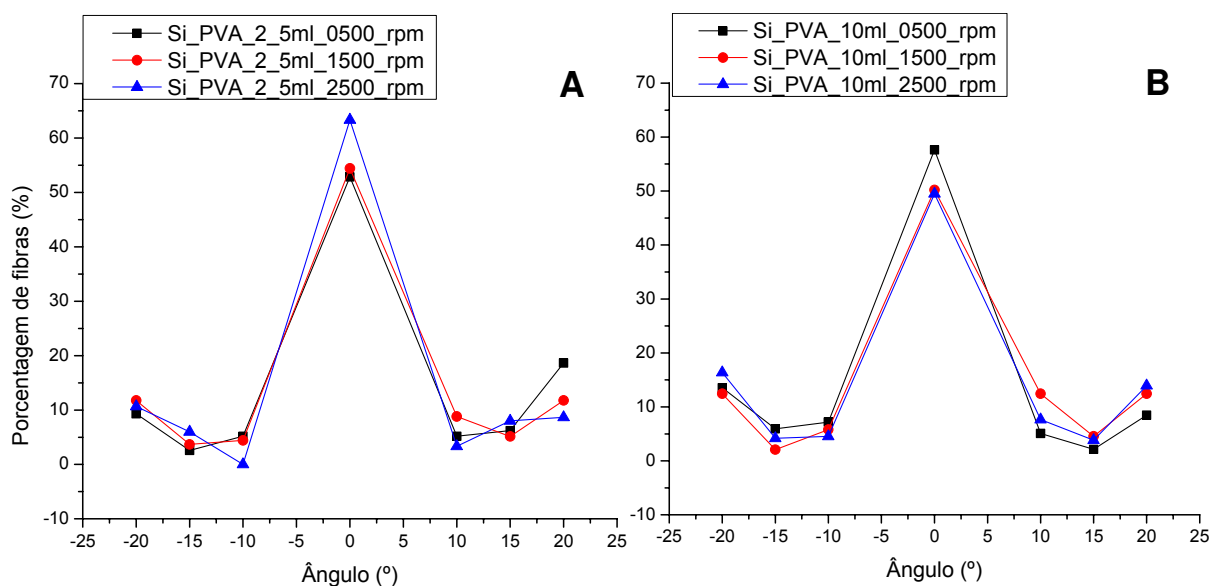 Si_PVA_2_5ml_0500_rpm
Si_PVA_2_5ml_1500_rpm
Si_PVA_2_5ml_2500_rpm
A
70
60
50
40
30
20
10
0
-10
Porcentagem de fibras (%)
-25 -20 -15 -10 -5 0 5 10 15 20 25
Ângulo (º)
Si_PVA_10ml_0500_rpm
Si_PVA_10ml_1500_rpm
Si_PVA_10ml_2500_rpm
B
70
60
50
40
30
20
10
0
-10
-25 -20 -15 -10 -5 0 5 10 15 20 25
Ângulo (º)